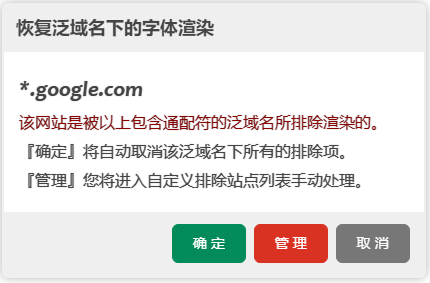 恢复泛域名下的字体渲染
*.google.com
该网站是被以上包含通配符的泛域名所排除渲染的。
『确定』将自动取消该泛域名下所有的排除项。
『管理』您将进入自定义排除站点列表手动处理。
确 定 管 理 取 消